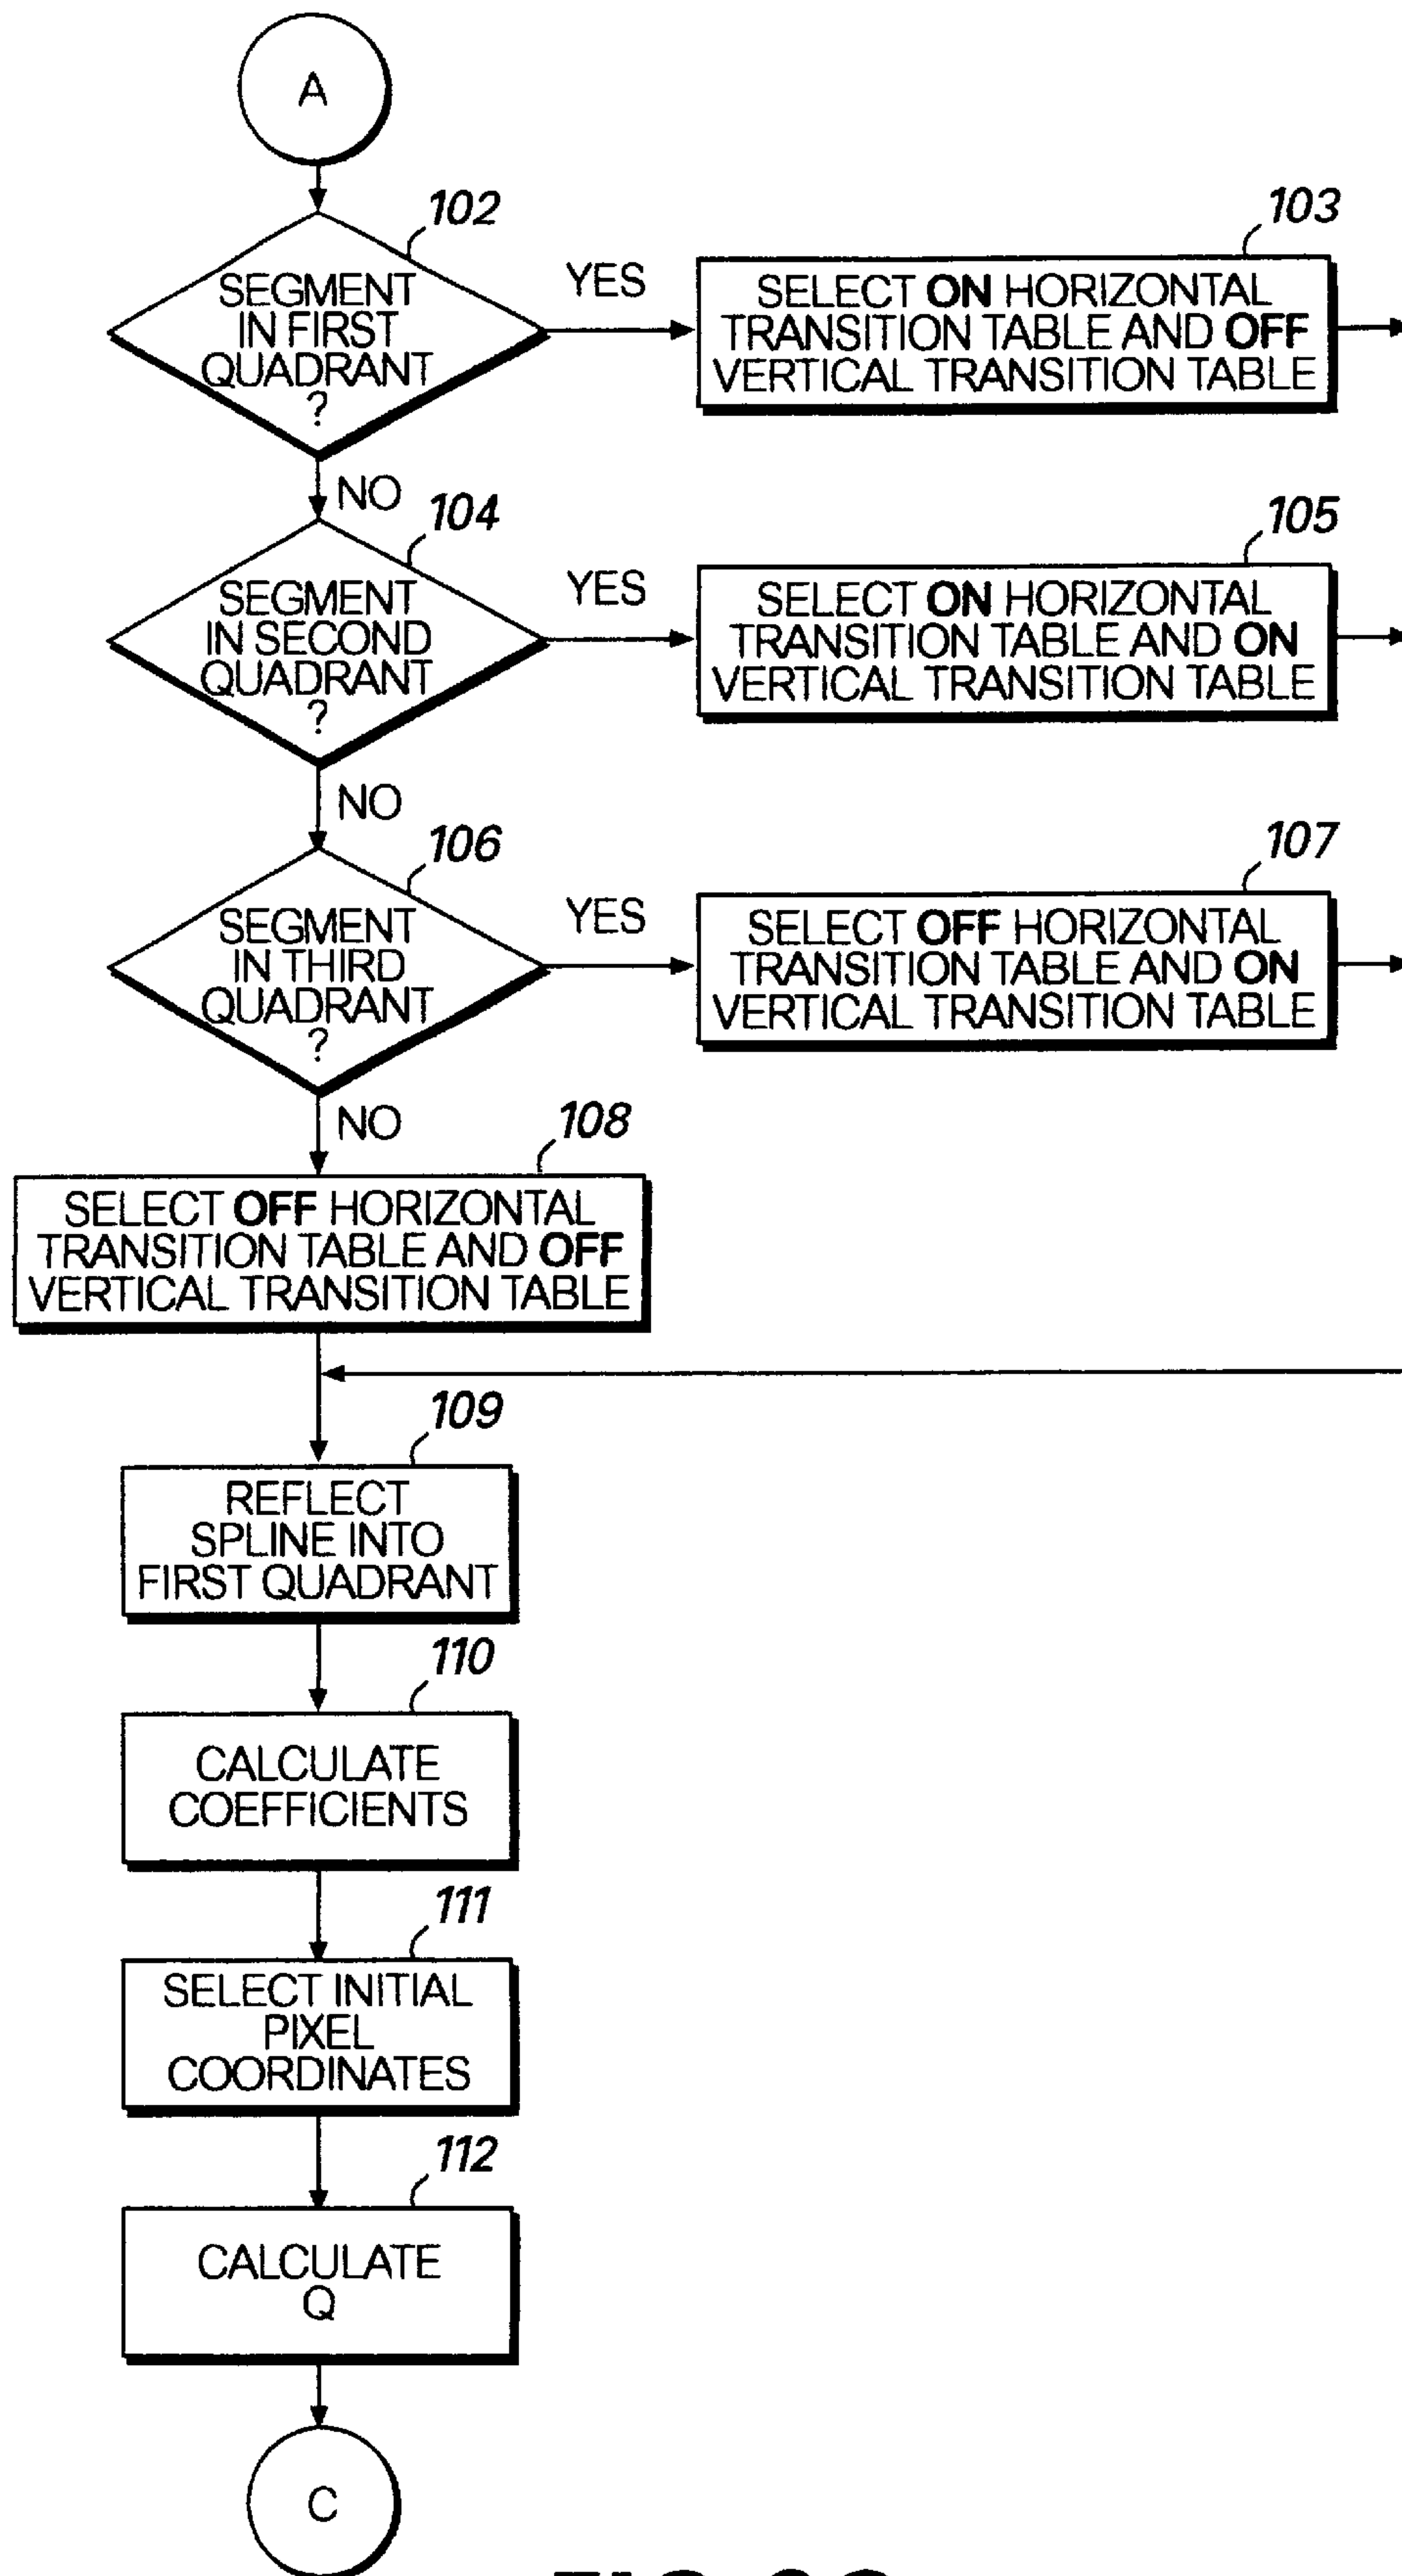 A
102
SEGMENT
IN FIRST
QUADRANT
?
YES
103
SELECT ON HORIZONTAL
TRANSITION TABLE AND OFF
VERTICAL TRANSITION TABLE
NO
104
SEGMENT
IN SECOND
QUADRANT
?
YES
105
SELECT ON HORIZONTAL
TRANSITION TABLE AND ON
VERTICAL TRANSITION TABLE
NO
106
SEGMENT
IN THIRD
QUADRANT
?
YES
107
SELECT OFF HORIZONTAL
TRANSITION TABLE AND ON
VERTICAL TRANSITION TABLE
NO
108
SELECT OFF HORIZONTAL
TRANSITION TABLE AND OFF
VERTICAL TRANSITION TABLE
109
REFLECT
SPLINE INTO
FIRST QUADRANT
110
CALCULATE
COEFFICIENTS
111
SELECT INITIAL
PIXEL
COORDINATES
112
CALCULATE
Q
C